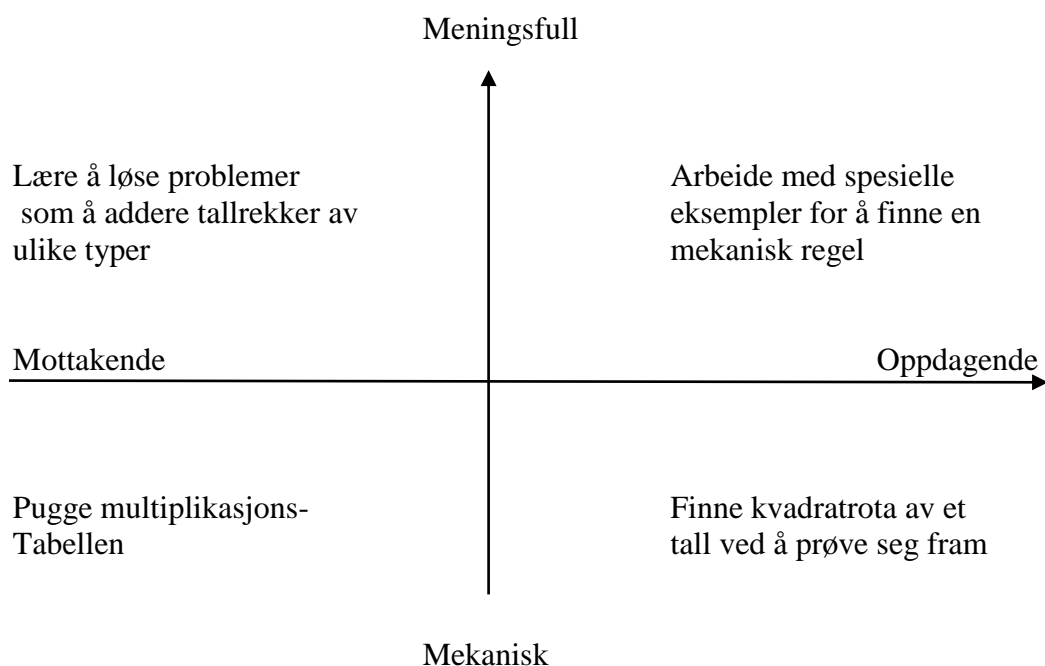 Meningsfull
Lære å løse problemer
som å addere tallrekker av
ulike typer
Arbeide med spesielle
eksempler for å finne en
mekanisk regel
Mottakende
Oppdagende
Pugge multiplikasjons-
Tabellen
Finne kvadratrota av et
tall ved å prøve seg fram
Mekanisk